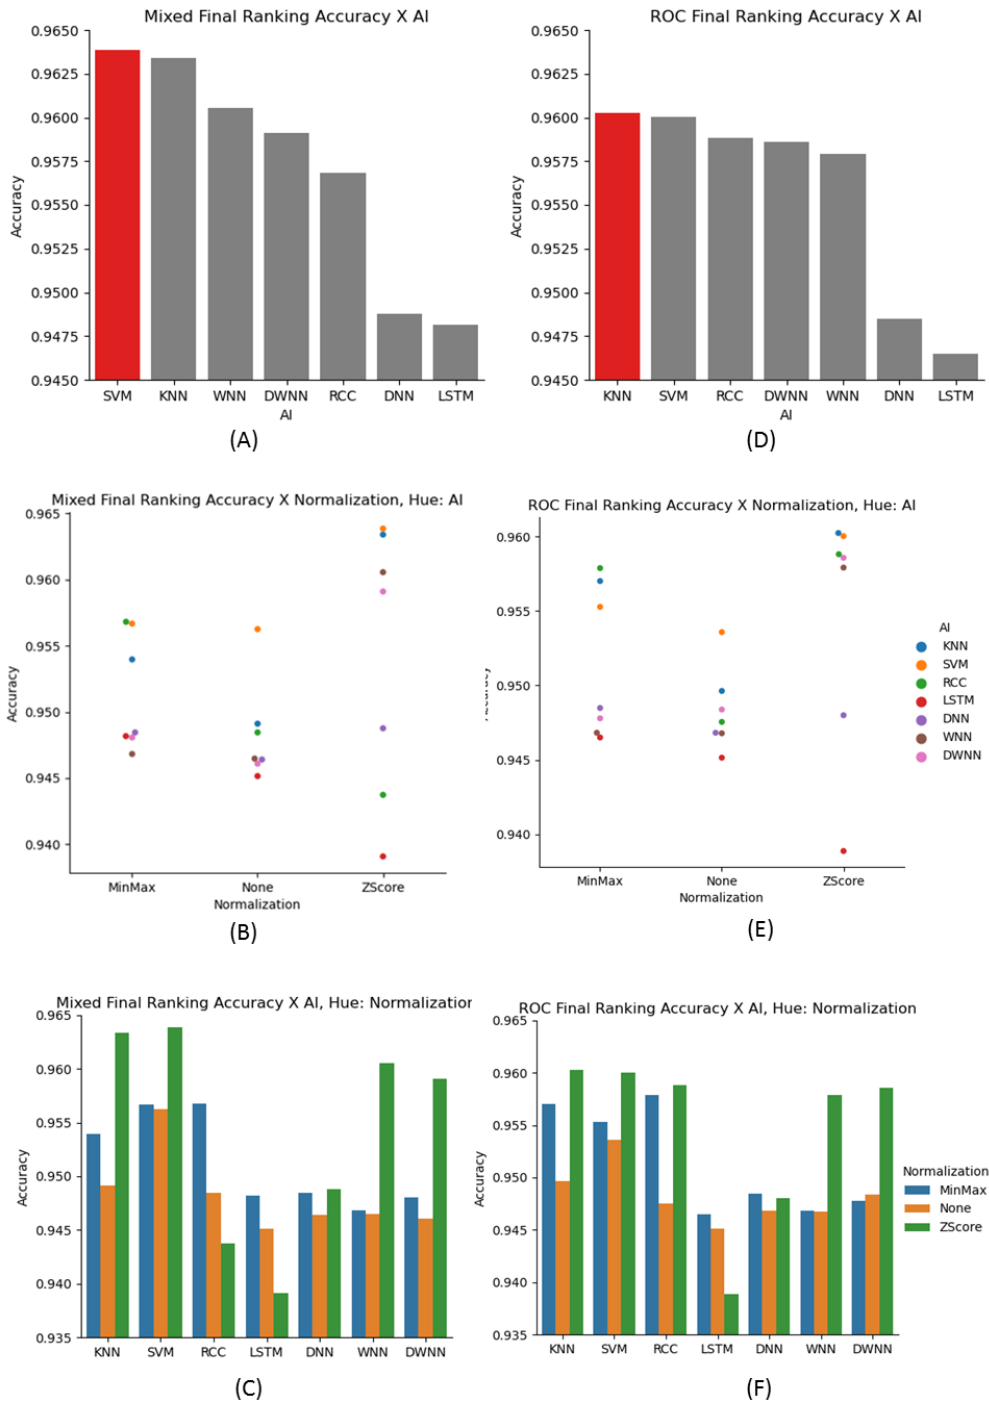 Mixed Final Ranking Accuracy X AI
0.9650
0.9625
0.9600
0.9575
0.9550
0.9525
0.9500
0.9475
0.9450
Accuracy
SVM KNN WNN DWNN RCC DNN LSTM
AI
(A)
ROC Final Ranking Accuracy X AI
0.9650
0.9625
0.9600
0.9575
0.9550
0.9525
0.9500
0.9475
0.9450
Accuracy
KNN SVM RCC DWNN WNN DNN LSTM
AI
(D)
Mixed Final Ranking Accuracy X Normalization, Hue: AI
0.965
0.960
0.955
0.950
0.945
0.940
Accuracy
MinMax None ZScore
Normalization
(B)
ROC Final Ranking Accuracy X Normalization, Hue: AI
0.960
0.955
0.950
0.945
0.940
Accuracy
MinMax None ZScore
Normalization
AI
KNN
SVM
RCC
LSTM
DNN
WNN
DWNN
(E)
Mixed Final Ranking Accuracy X AI, Hue: Normalization
0.965
0.960
0.955
0.950
0.945
0.940
0.935
Accuracy
KNN SVM RCC LSTM DNN WNN DWNN
(C)
ROC Final Ranking Accuracy X AI, Hue: Normalization
0.965
0.960
0.955
0.950
0.945
0.940
0.935
Accuracy
KNN SVM RCC LSTM DNN WNN DWNN
Normalization
MinMax
None
ZScore
(F)